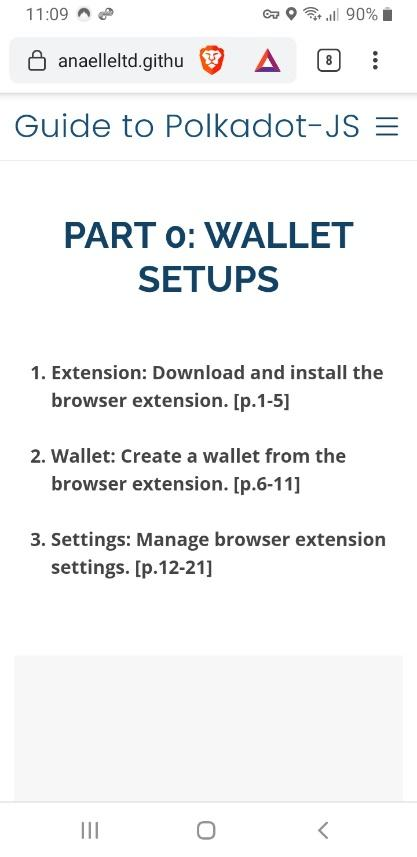 11:09 90%
anaelleltd.githu 8
Guide to Polkadot-JS
PART 0: WALLET
SETUPS
1. Extension: Download and install the
browser extension. [p.1-5]
2. Wallet: Create a wallet from the
browser extension. [p.6-11]
3. Settings: Manage browser extension
settings. [p.12-21]